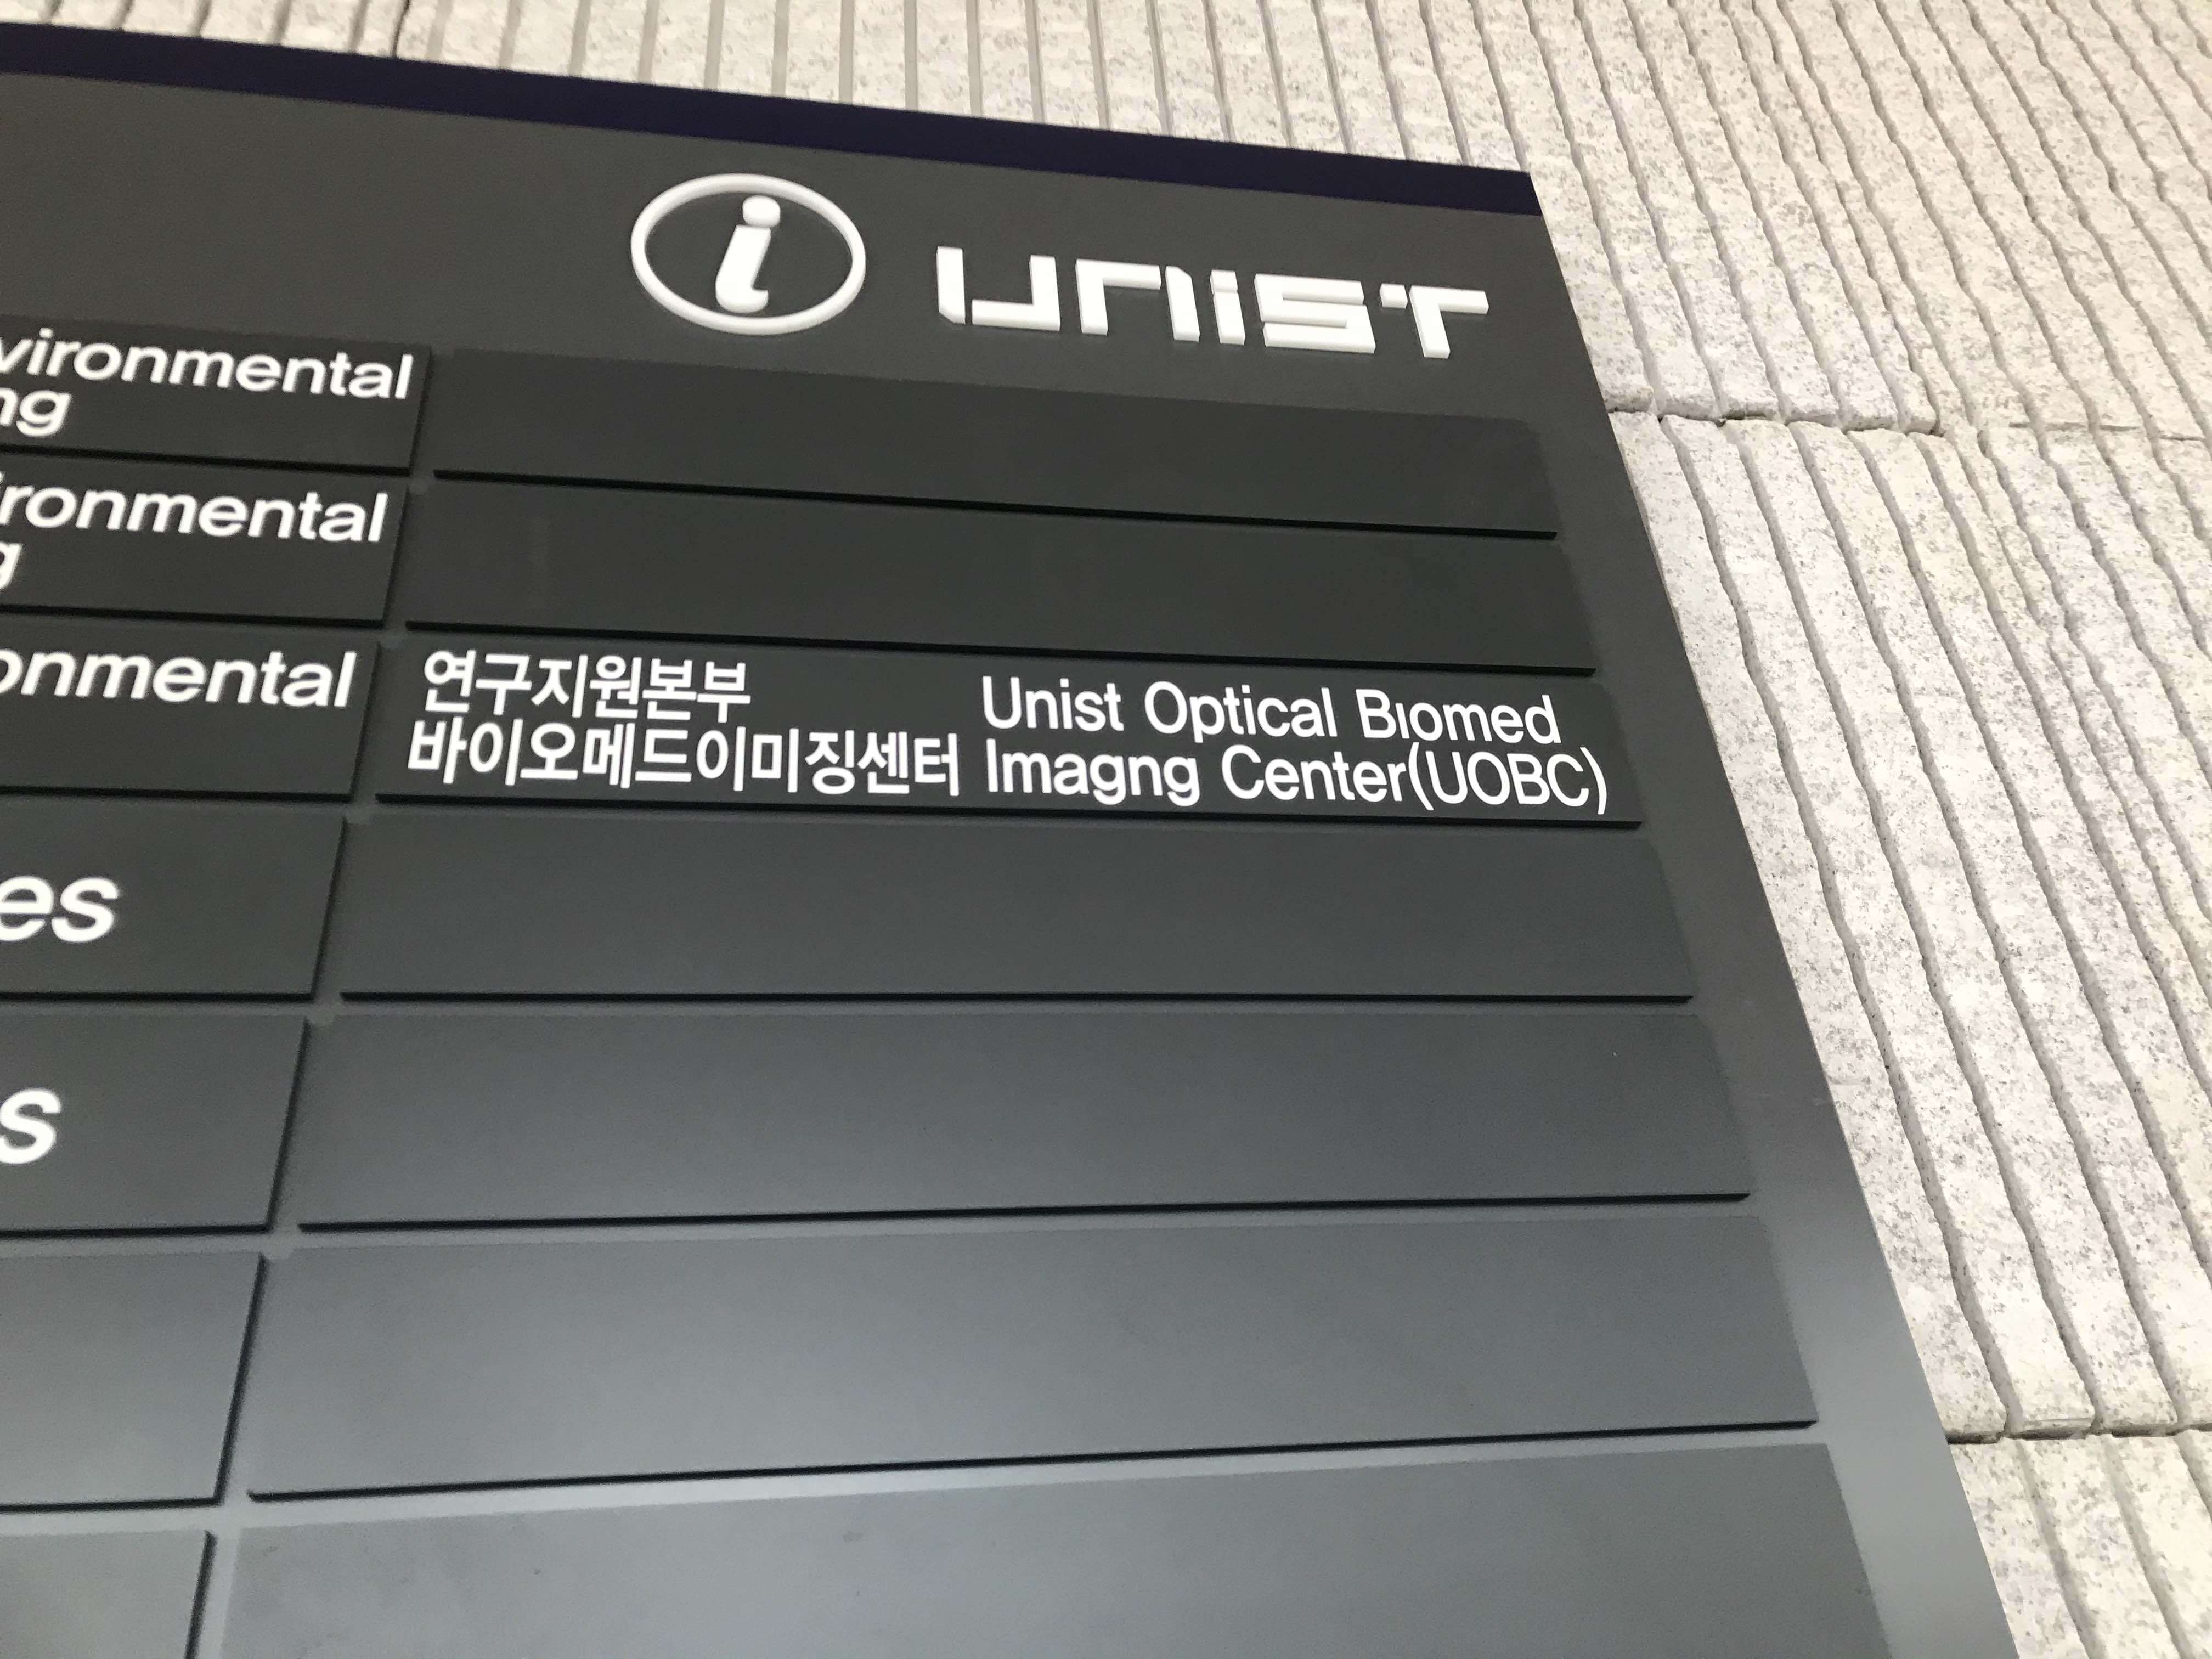 i UNIST
vironmental
ng
ironmental
g
onmental
연구지원본부
바이오메드이미징센터
Unist Optical Bıomed
Imagng Center(UOBC)
es
s